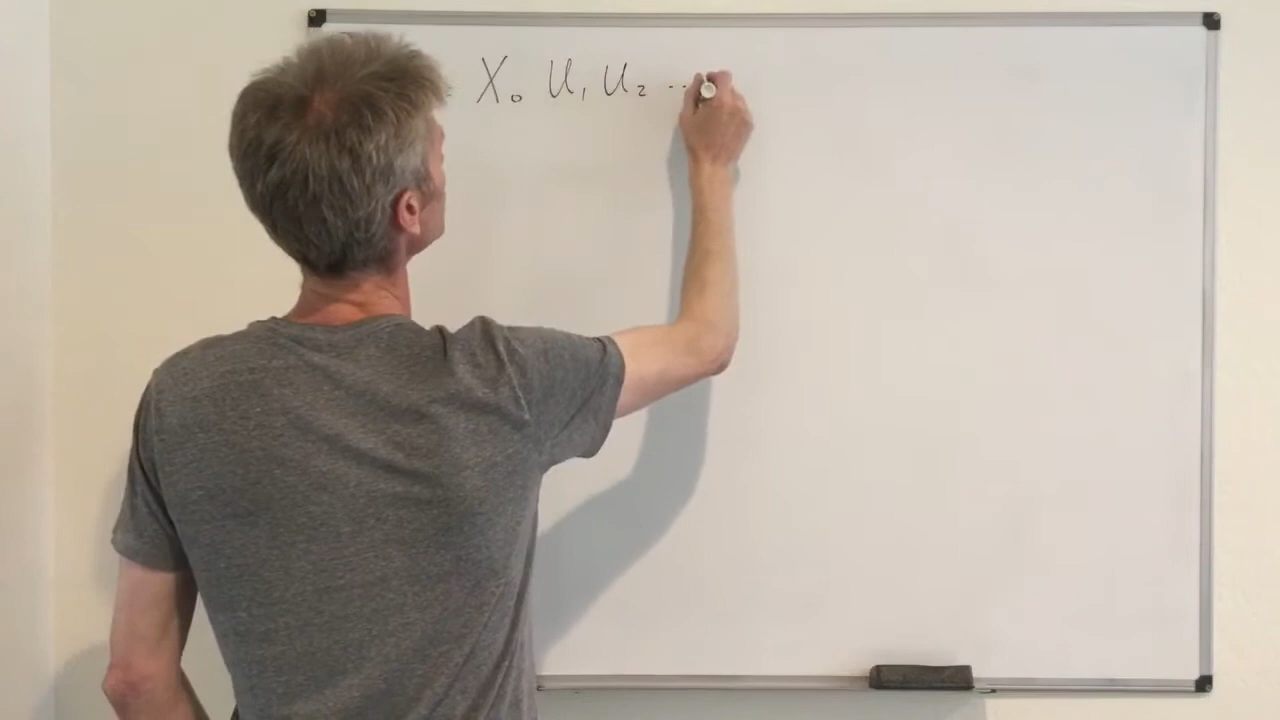 = X₀ U₁ U₂ ...